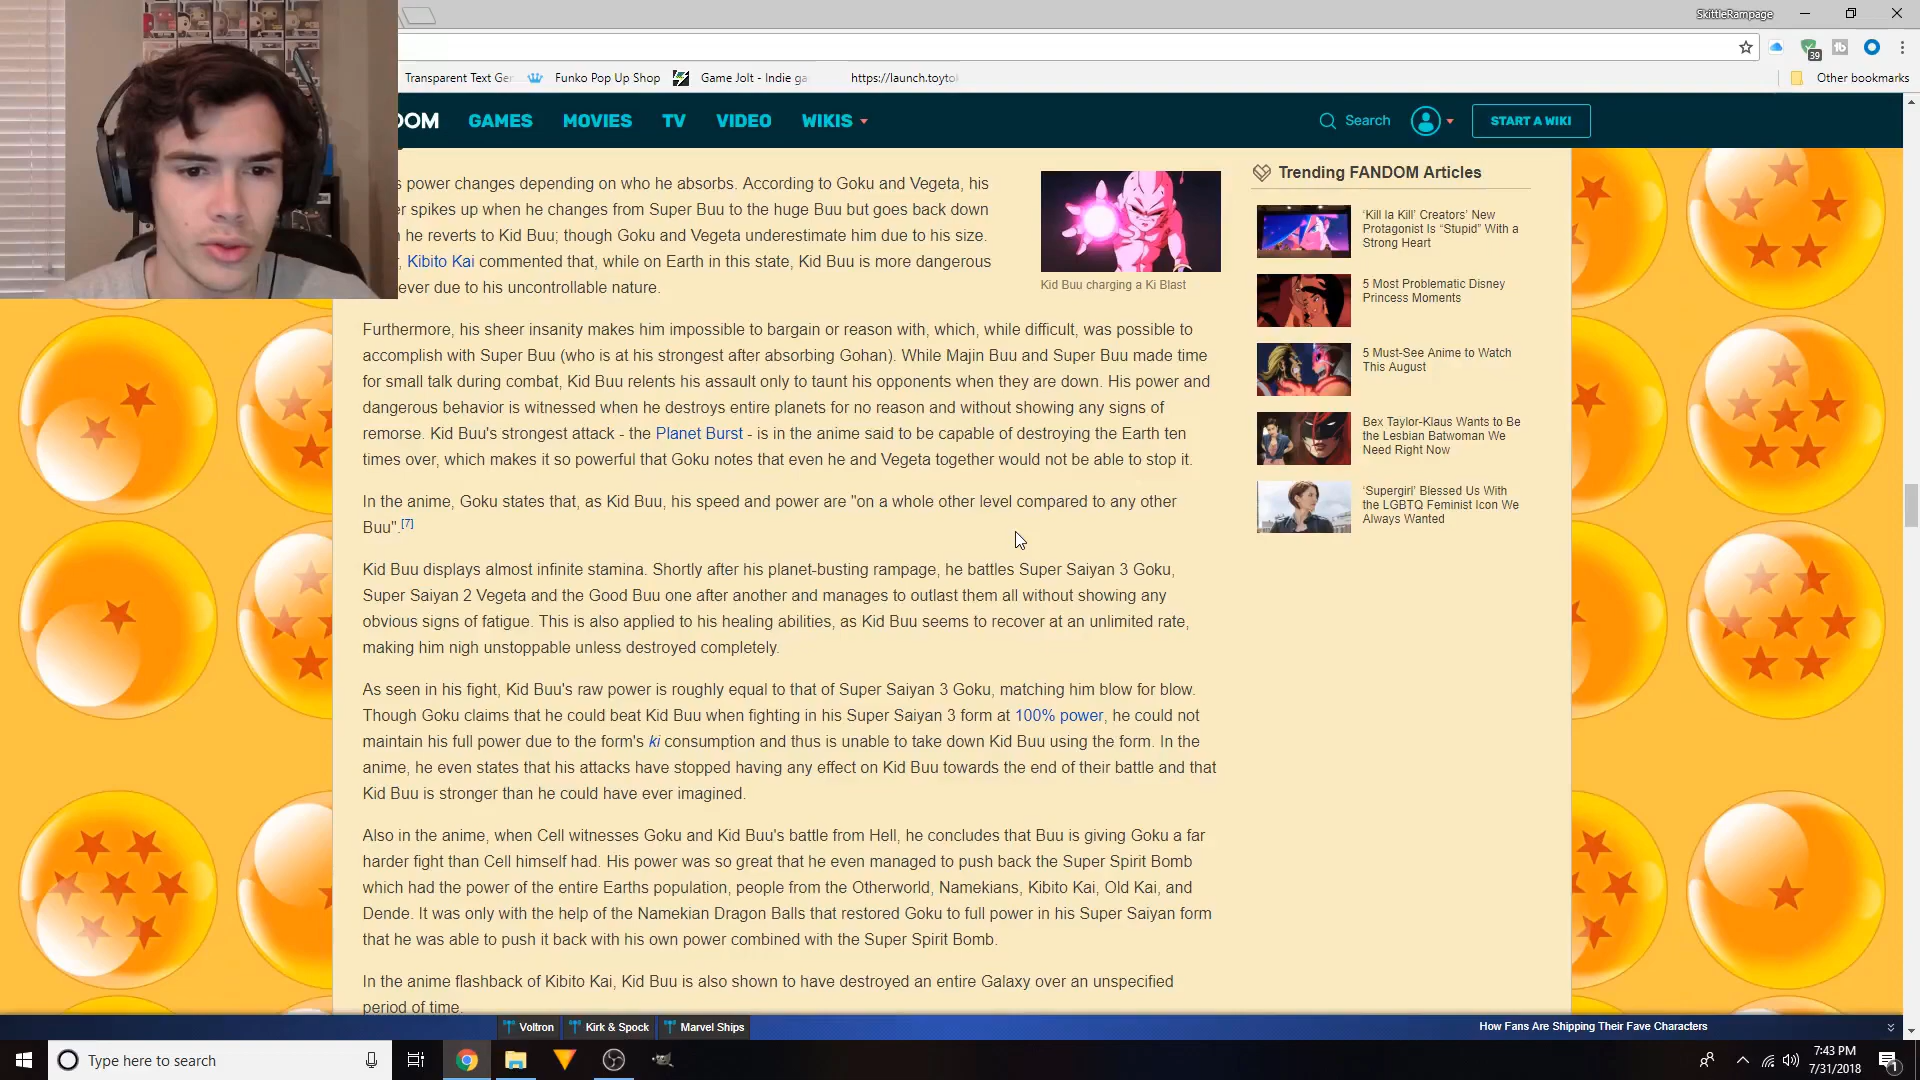 SkittleRampage
39
Transparent Text Ger
Funko Pop Up Shop
Game Jolt - Indie ga
https://launch.toytok
Other bookmarks
DOM
GAMES
MOVIES
TV
VIDEO
WIKIS
Search
START A WIKI
s power changes depending on who he absorbs. According to Goku and Vegeta, his
er spikes up when he changes from Super Buu to the huge Buu but goes back down
he reverts to Kid Buu; though Goku and Vegeta underestimate him due to his size.
, Kibito Kai commented that, while on Earth in this state, Kid Buu is more dangerous
ever due to his uncontrollable nature.
Kid Buu charging a Ki Blast
Furthermore, his sheer insanity makes him impossible to bargain or reason with, which, while difficult, was possible to
accomplish with Super Buu (who is at his strongest after absorbing Gohan). While Majin Buu and Super Buu made time
for small talk during combat, Kid Buu relents his assault only to taunt his opponents when they are down. His power and
dangerous behavior is witnessed when he destroys entire planets for no reason and without showing any signs of
remorse. Kid Buu's strongest attack - the Planet Burst - is in the anime said to be capable of destroying the Earth ten
times over, which makes it so powerful that Goku notes that even he and Vegeta together would not be able to stop it.
In the anime, Goku states that, as Kid Buu, his speed and power are "on a whole other level compared to any other
Buu".[7]
Kid Buu displays almost infinite stamina. Shortly after his planet-busting rampage, he battles Super Saiyan 3 Goku,
Super Saiyan 2 Vegeta and the Good Buu one after another and manages to outlast them all without showing any
obvious signs of fatigue. This is also applied to his healing abilities, as Kid Buu seems to recover at an unlimited rate,
making him nigh unstoppable unless destroyed completely.
As seen in his fight, Kid Buu's raw power is roughly equal to that of Super Saiyan 3 Goku, matching him blow for blow.
Though Goku claims that he could beat Kid Buu when fighting in his Super Saiyan 3 form at 100% power, he could not
maintain his full power due to the form's ki consumption and thus is unable to take down Kid Buu using the form. In the
anime, he even states that his attacks have stopped having any effect on Kid Buu towards the end of their battle and that
Kid Buu is stronger than he could have ever imagined.
Also in the anime, when Cell witnesses Goku and Kid Buu's battle from Hell, he concludes that Buu is giving Goku a far
harder fight than Cell himself had. His power was so great that he even managed to push back the Super Spirit Bomb
which had the power of the entire Earths population, people from the Otherworld, Namekians, Kibito Kai, Old Kai, and
Dende. It was only with the help of the Namekian Dragon Balls that restored Goku to full power in his Super Saiyan form
that he was able to push it back with his own power combined with the Super Spirit Bomb.
In the anime flashback of Kibito Kai, Kid Buu is also shown to have destroyed an entire Galaxy over an unspecified
period of time.
Trending FANDOM Articles
'Kill la Kill' Creators' New
Protagonist Is "Stupid" With a
Strong Heart
5 Most Problematic Disney
Princess Moments
5 Must-See Anime to Watch
This August
Bex Taylor-Klaus Wants to Be
the Lesbian Batwoman We
Need Right Now
'Supergirl' Blessed Us With
the LGBTQ Feminist Icon We
Always Wanted
Voltron
Kirk & Spock
Marvel Ships
How Fans Are Shipping Their Fave Characters
Type here to search
7:43 PM
7/31/2018
1